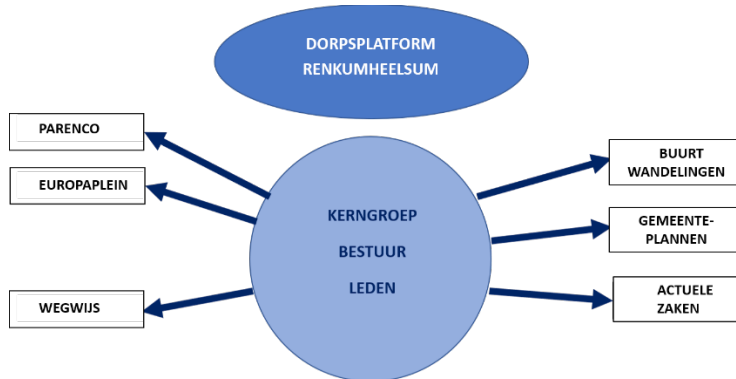 DORPSPLATFORM
RENKUMHEELSUM
PARENCO
EUROPAPLEIN
WEGWIJS
KERNGROEP
BESTUUR
LEDEN
BUURT
WANDELINGEN
GEMEENTE-
PLANNEN
ACTUELE
ZAKEN